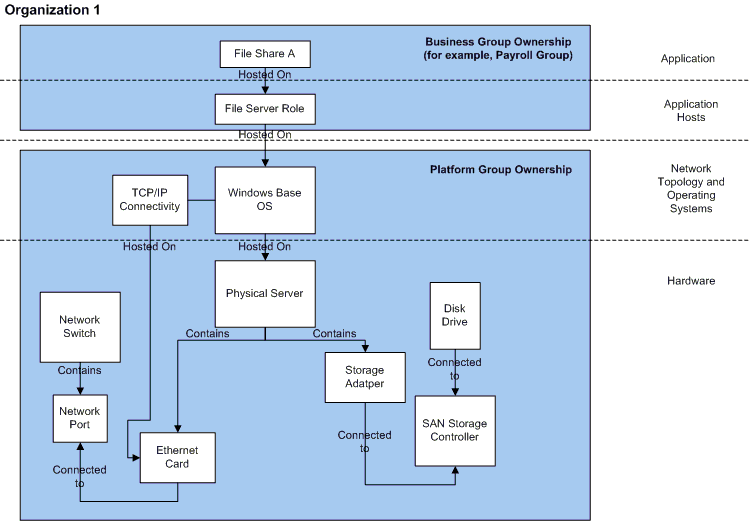 Organization 1
Business Group Ownership
(for example, Payroll Group)
File Share A
Application
Hosted On
File Server Role
Application
Hosts
Hosted On
Platform Group Ownership
Network
Topology and
Operating
Systems
TCP/IP
Connectivity
Windows Base
OS
Hosted On
Hosted On
Hardware
Physical Server
Network
Switch
Disk
Drive
Contains
Contains
Contains
Storage
Adatper
Connected
to
Network
Port
SAN Storage
Controller
Ethernet
Card
Connected
to
Connected
to